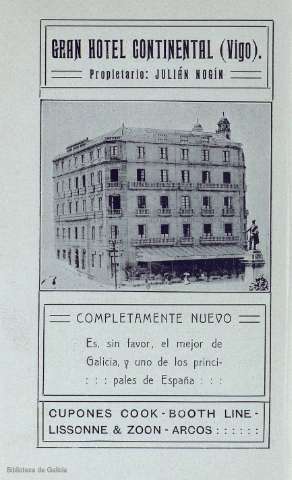 GRAN HOTEL CONTINENTAL (Vigo).
Propietario: JULIÁN NOGÍN
COMPLETAMENTE NUEVO
Es, sin favor, el mejor de
Galicia, y uno de los princi-
: : : pales de España : : :
CUPONES COOK - BOOTH LINE -
LISSONNE & ZOON - ARCOS : : : : : :
Biblioteca de Galicia